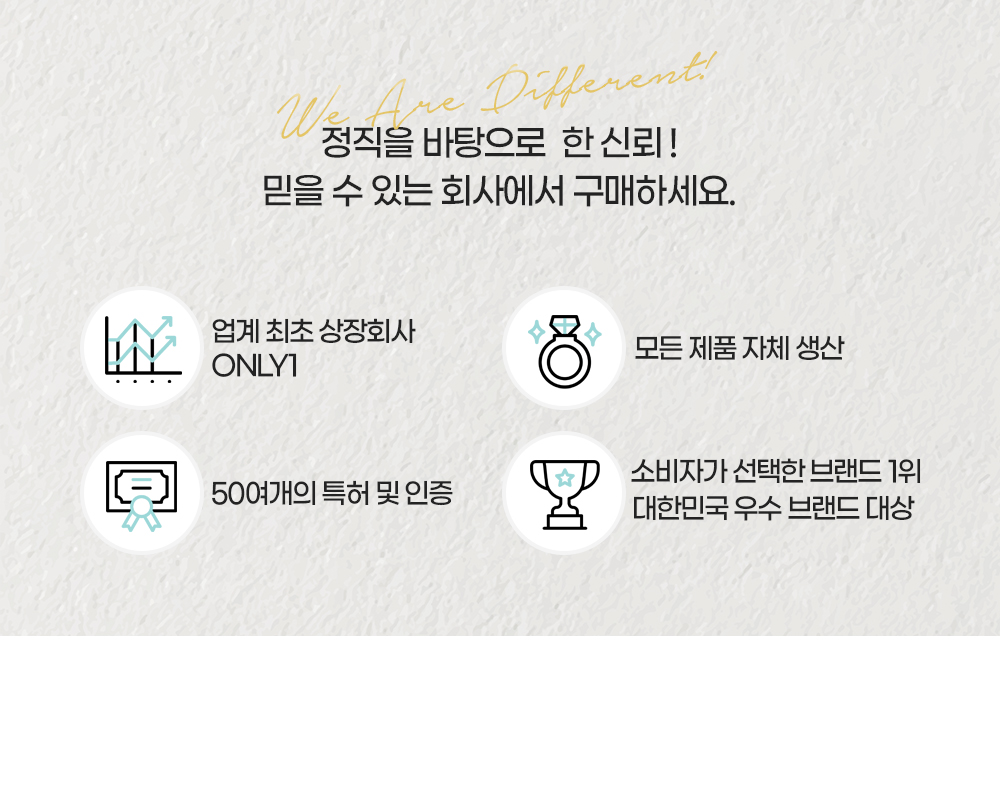 We Are Different!
정직을 바탕으로 한 신뢰!
믿을 수 있는 회사에서 구매하세요.
업계 최초 상장회사
ONLY1
모든 제품 자체 생산
50여개의 특허 및 인증
소비자가 선택한 브랜드 1위
대한민국 우수 브랜드 대상